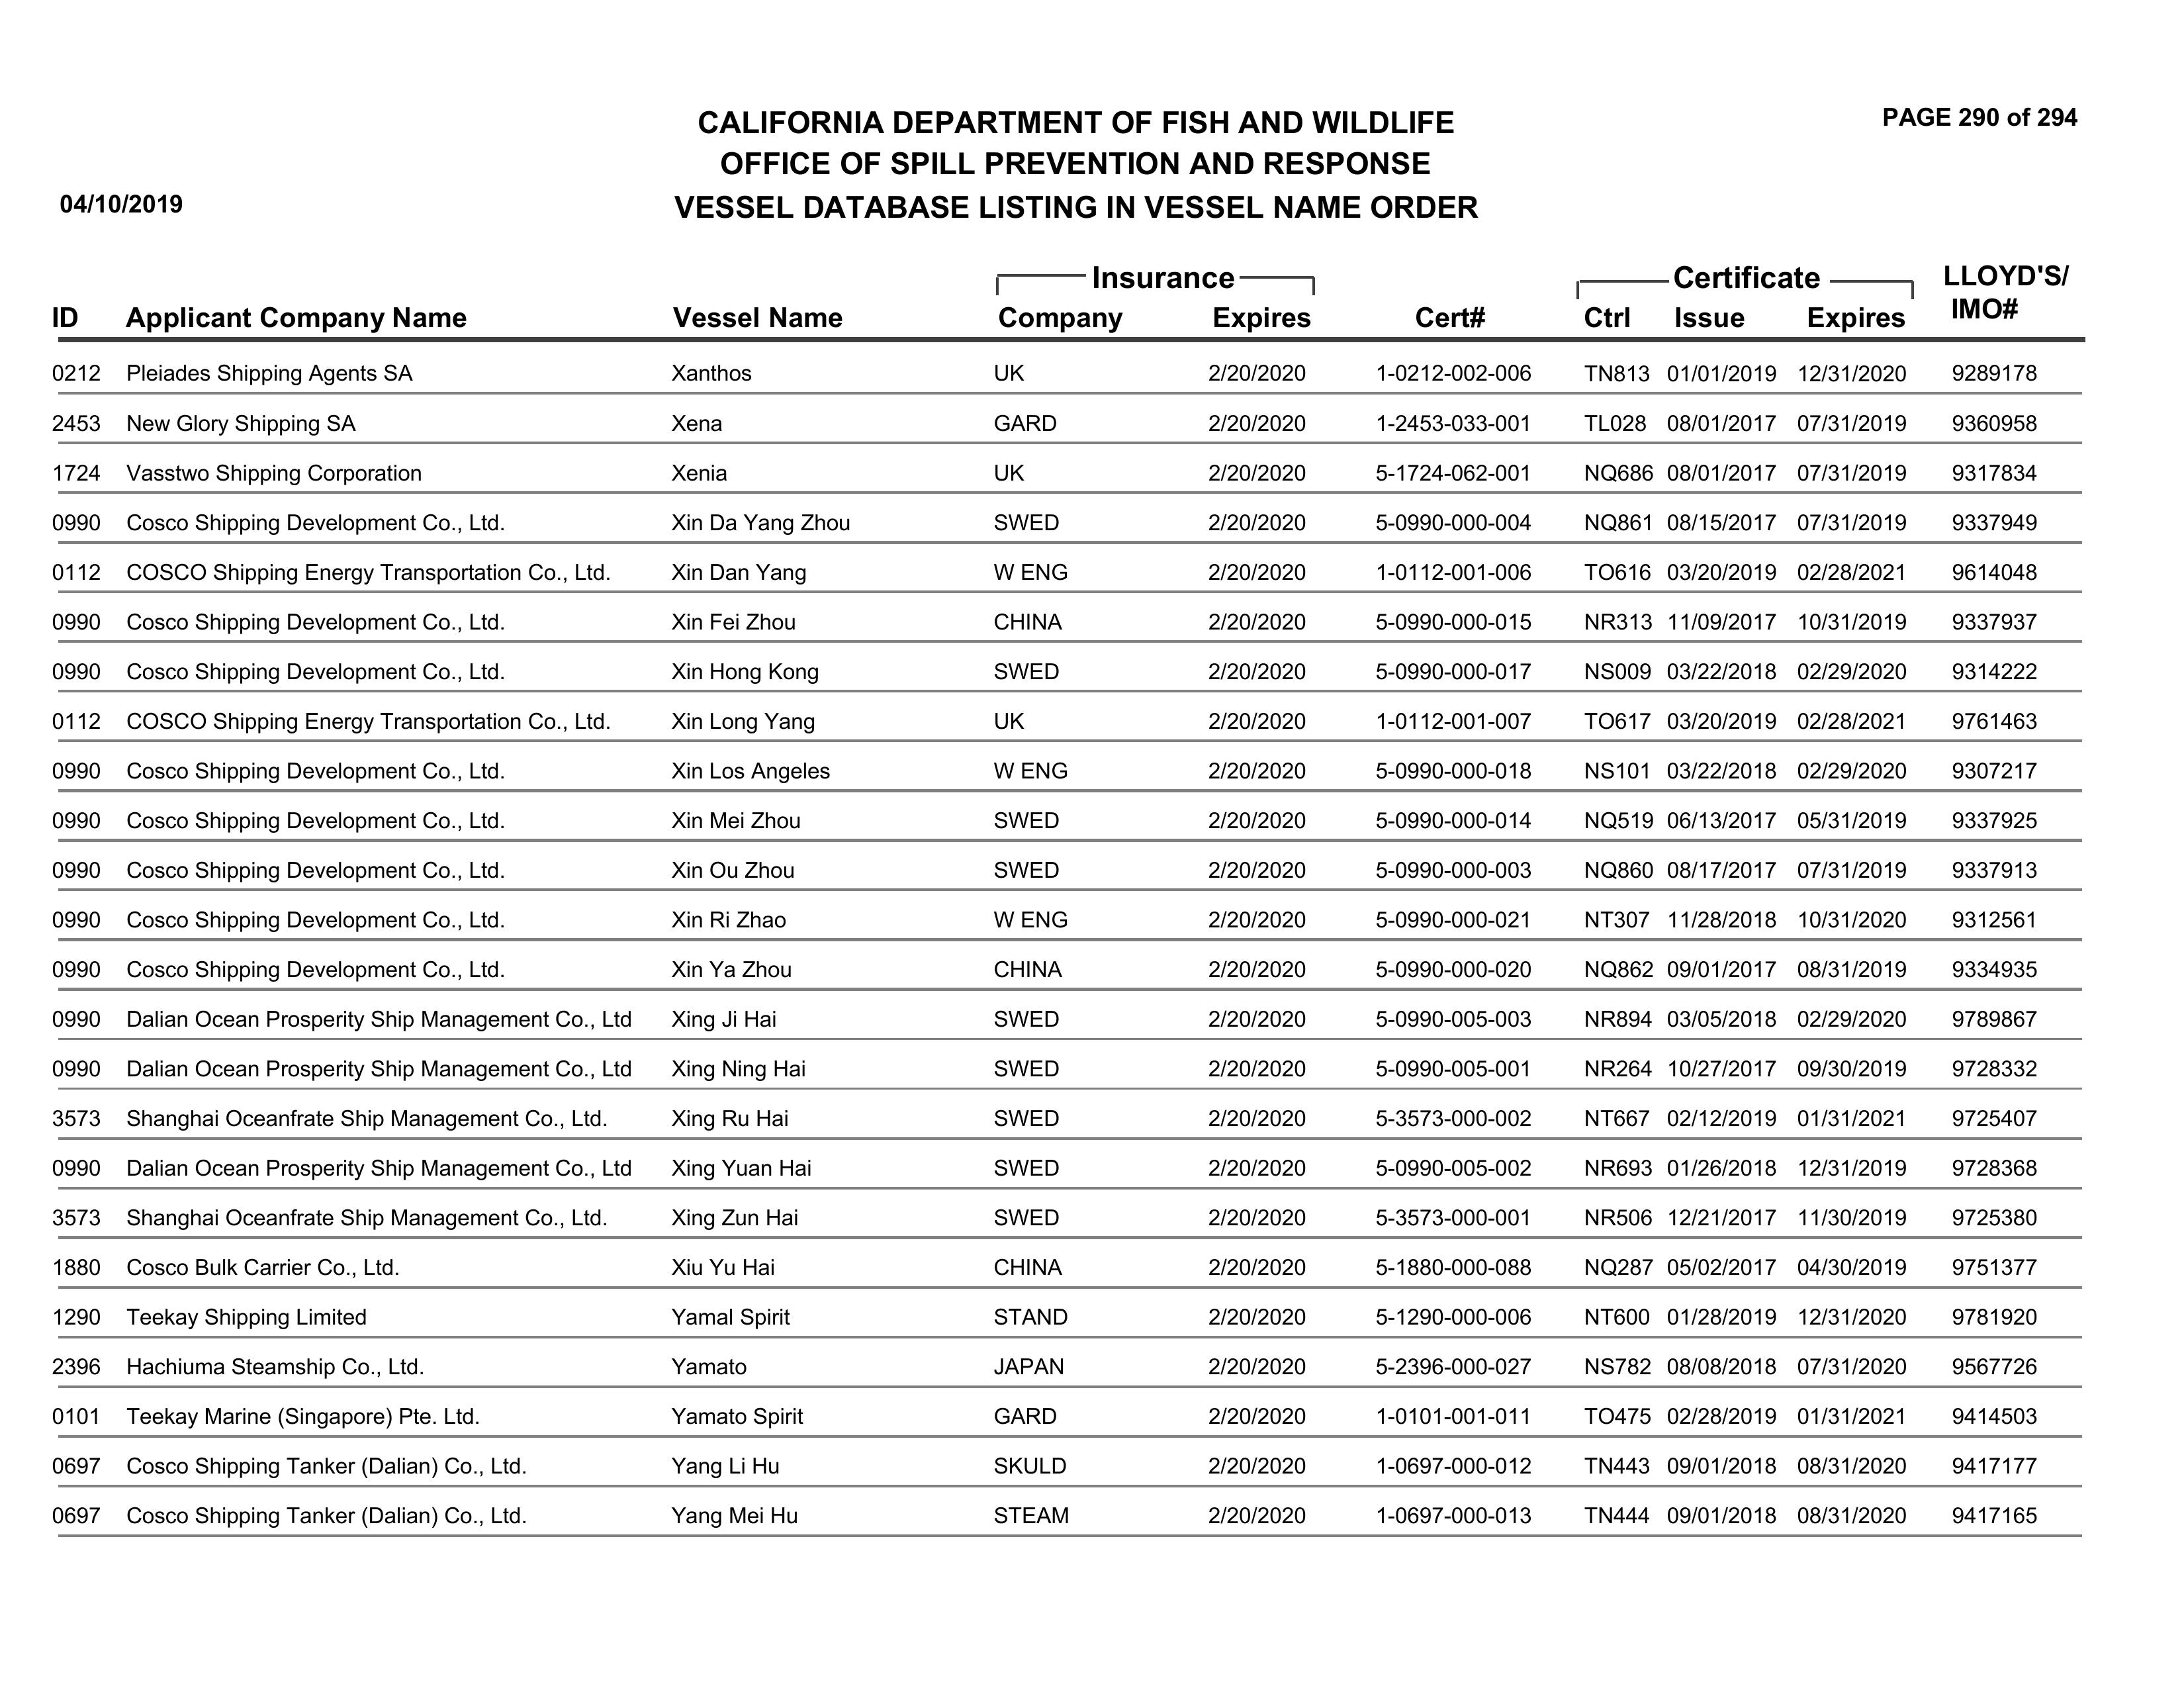 CALIFORNIA DEPARTMENT OF FISH AND WILDLIFE
PAGE 290 of 294
OFFICE OF SPILL PREVENTION AND RESPONSE
04/10/2019
VESSEL DATABASE LISTING IN VESSEL NAME ORDER
Insurance Certificate LLOYD'S/
ID Applicant Company Name Vessel Name Company Expires Cert# Ctrl Issue Expires IMO#
0212 Pleiades Shipping Agents SA Xanthos UK 2/20/2020 1-0212-002-006 TN813 01/01/2019 12/31/2020 9289178
2453 New Glory Shipping SA Xena GARD 2/20/2020 1-2453-033-001 TL028 08/01/2017 07/31/2019 9360958
1724 Vasstwo Shipping Corporation Xenia UK 2/20/2020 5-1724-062-001 NQ686 08/01/2017 07/31/2019 9317834
0990 Cosco Shipping Development Co., Ltd. Xin Da Yang Zhou SWED 2/20/2020 5-0990-000-004 NQ861 08/15/2017 07/31/2019 9337949
0112 COSCO Shipping Energy Transportation Co., Ltd. Xin Dan Yang W ENG 2/20/2020 1-0112-001-006 TO616 03/20/2019 02/28/2021 9614048
0990 Cosco Shipping Development Co., Ltd. Xin Fei Zhou CHINA 2/20/2020 5-0990-000-015 NR313 11/09/2017 10/31/2019 9337937
0990 Cosco Shipping Development Co., Ltd. Xin Hong Kong SWED 2/20/2020 5-0990-000-017 NS009 03/22/2018 02/29/2020 9314222
0112 COSCO Shipping Energy Transportation Co., Ltd. Xin Long Yang UK 2/20/2020 1-0112-001-007 TO617 03/20/2019 02/28/2021 9761463
0990 Cosco Shipping Development Co., Ltd. Xin Los Angeles W ENG 2/20/2020 5-0990-000-018 NS101 03/22/2018 02/29/2020 9307217
0990 Cosco Shipping Development Co., Ltd. Xin Mei Zhou SWED 2/20/2020 5-0990-000-014 NQ519 06/13/2017 05/31/2019 9337925
0990 Cosco Shipping Development Co., Ltd. Xin Ou Zhou SWED 2/20/2020 5-0990-000-003 NQ860 08/17/2017 07/31/2019 9337913
0990 Cosco Shipping Development Co., Ltd. Xin Ri Zhao W ENG 2/20/2020 5-0990-000-021 NT307 11/28/2018 10/31/2020 9312561
0990 Cosco Shipping Development Co., Ltd. Xin Ya Zhou CHINA 2/20/2020 5-0990-000-020 NQ862 09/01/2017 08/31/2019 9334935
0990 Dalian Ocean Prosperity Ship Management Co., Ltd Xing Ji Hai SWED 2/20/2020 5-0990-005-003 NR894 03/05/2018 02/29/2020 9789867
0990 Dalian Ocean Prosperity Ship Management Co., Ltd Xing Ning Hai SWED 2/20/2020 5-0990-005-001 NR264 10/27/2017 09/30/2019 9728332
3573 Shanghai Oceanfrate Ship Management Co., Ltd. Xing Ru Hai SWED 2/20/2020 5-3573-000-002 NT667 02/12/2019 01/31/2021 9725407
0990 Dalian Ocean Prosperity Ship Management Co., Ltd Xing Yuan Hai SWED 2/20/2020 5-0990-005-002 NR693 01/26/2018 12/31/2019 9728368
3573 Shanghai Oceanfrate Ship Management Co., Ltd. Xing Zun Hai SWED 2/20/2020 5-3573-000-001 NR506 12/21/2017 11/30/2019 9725380
1880 Cosco Bulk Carrier Co., Ltd. Xiu Yu Hai CHINA 2/20/2020 5-1880-000-088 NQ287 05/02/2017 04/30/2019 9751377
1290 Teekay Shipping Limited Yamal Spirit STAND 2/20/2020 5-1290-000-006 NT600 01/28/2019 12/31/2020 9781920
2396 Hachiuma Steamship Co., Ltd. Yamato JAPAN 2/20/2020 5-2396-000-027 NS782 08/08/2018 07/31/2020 9567726
0101 Teekay Marine (Singapore) Pte. Ltd. Yamato Spirit GARD 2/20/2020 1-0101-001-011 TO475 02/28/2019 01/31/2021 9414503
0697 Cosco Shipping Tanker (Dalian) Co., Ltd. Yang Li Hu SKULD 2/20/2020 1-0697-000-012 TN443 09/01/2018 08/31/2020 9417177
0697 Cosco Shipping Tanker (Dalian) Co., Ltd. Yang Mei Hu STEAM 2/20/2020 1-0697-000-013 TN444 09/01/2018 08/31/2020 9417165